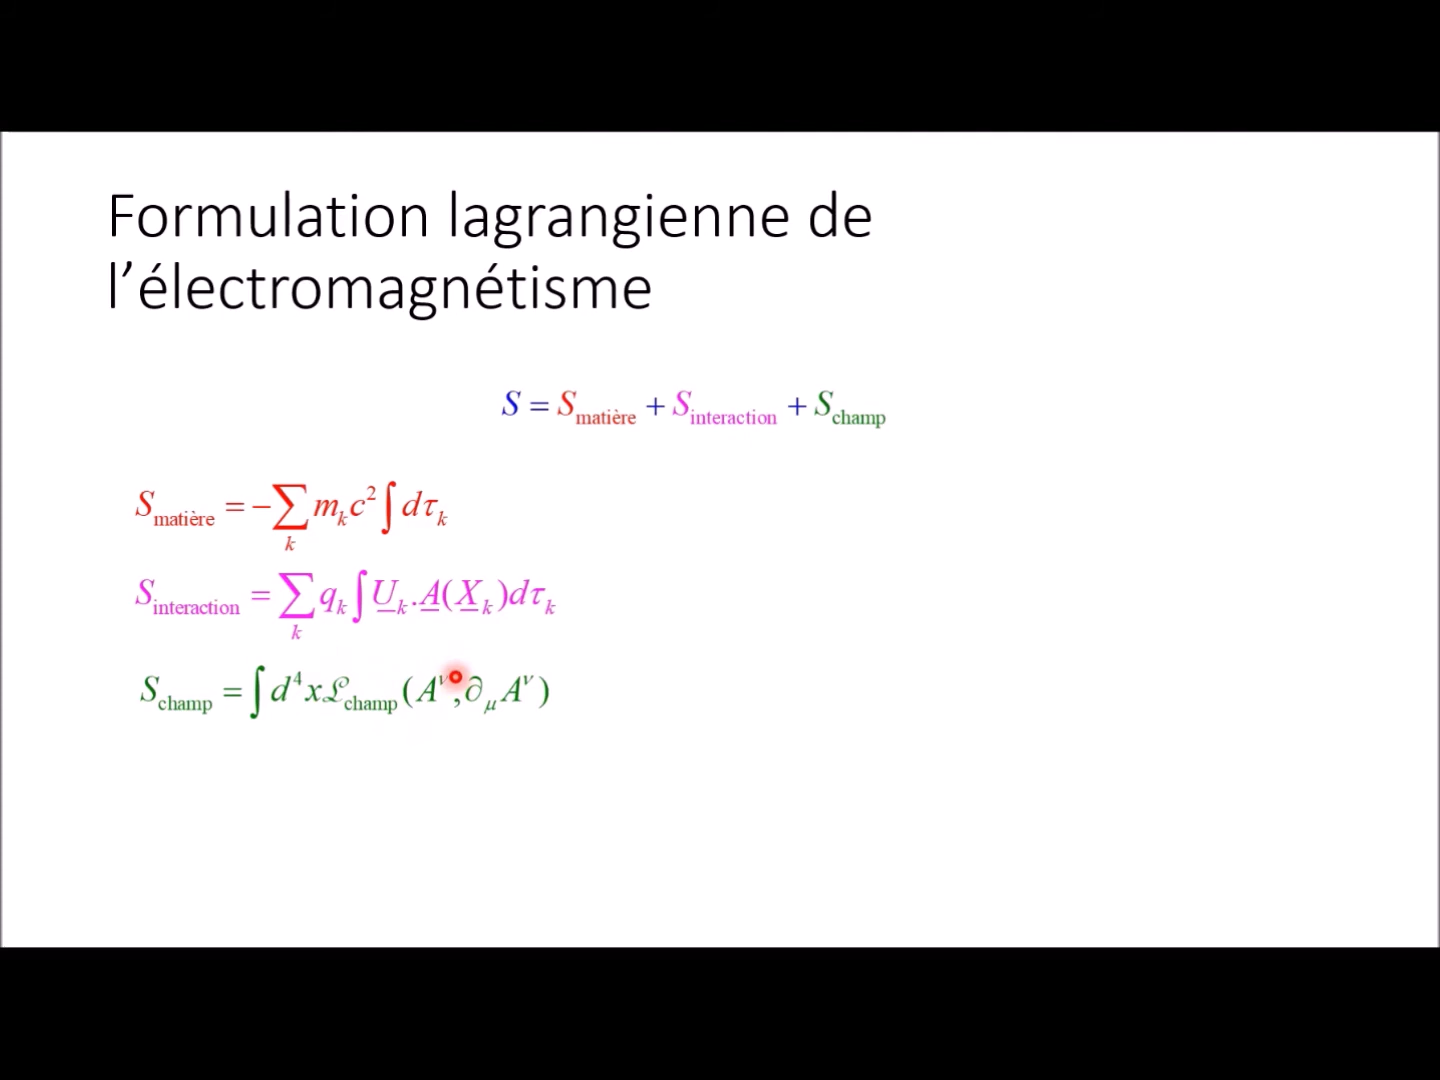 Formulation lagrangienne de
l’électromagnétisme
S = S_matière + S_interaction + S_champ
S_matière = −∑_k m_k c² ∫ dτ_k
S_interaction = ∑_k q_k ∫ U_k.A(X_k)dτ_k
S_champ = ∫ d⁴x ℒ_champ (A^ν, ∂_μ A^ν)